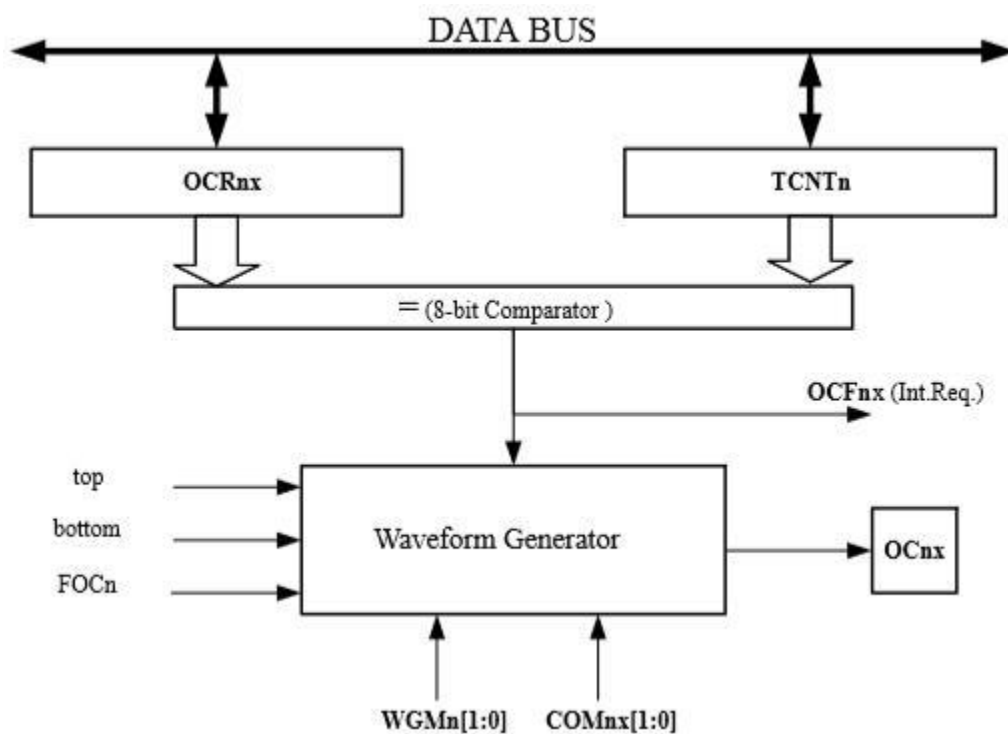 DATA BUS
OCRnx
TCNTn
= (8-bit Comparator )
OCFnx (Int.Req.)
top
bottom
FOCn
Waveform Generator
OCnx
WGMn[1:0]
COMnx[1:0]